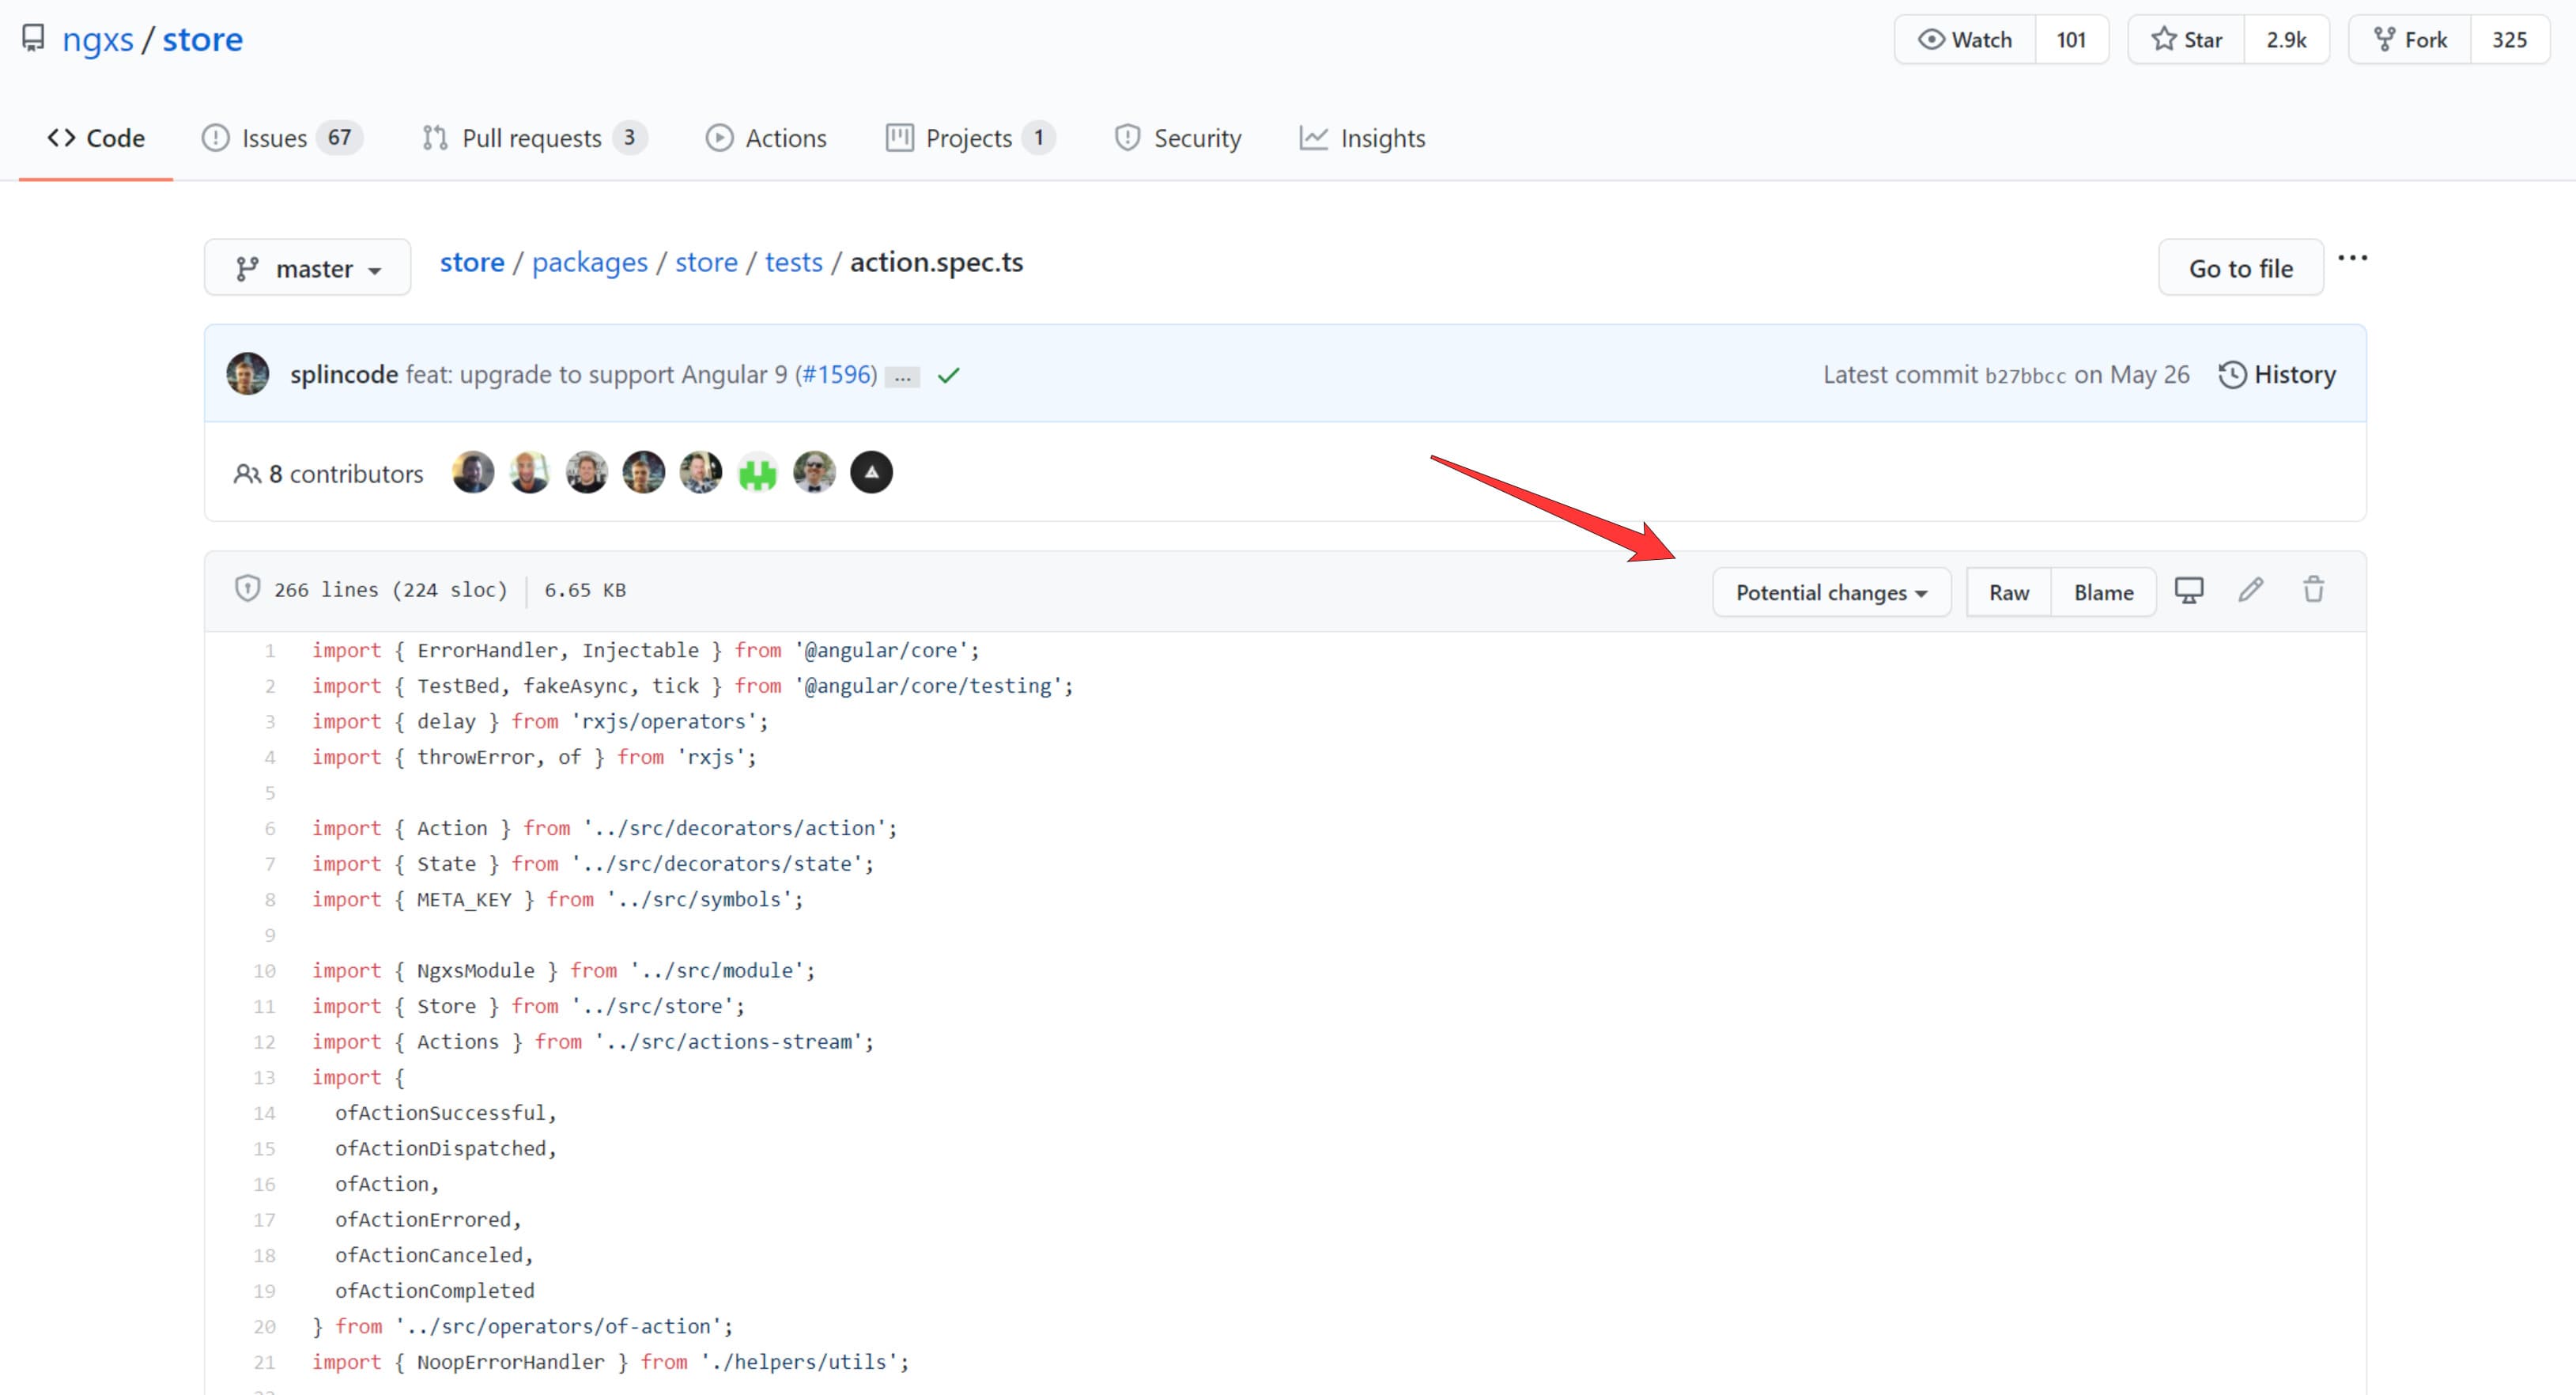 ngxs / store
Watch 101 Star 2.9k Fork 325
Code Issues 67 Pull requests 3 Actions Projects 1 Security Insights
master store / packages / store / tests / action.spec.ts Go to file ...
splincode feat: upgrade to support Angular 9 (#1596) ... Latest commit b27bbcc on May 26 History
8 contributors
266 lines (224 sloc) 6.65 KB Potential changes Raw Blame
1 import { ErrorHandler, Injectable } from '@angular/core';
2 import { TestBed, fakeAsync, tick } from '@angular/core/testing';
3 import { delay } from 'rxjs/operators';
4 import { throwError, of } from 'rxjs';
5
6 import { Action } from '../src/decorators/action';
7 import { State } from '../src/decorators/state';
8 import { META_KEY } from '../src/symbols';
9
10 import { NgxsModule } from '../src/module';
11 import { Store } from '../src/store';
12 import { Actions } from '../src/actions-stream';
13 import {
14 ofActionSuccessful,
15 ofActionDispatched,
16 ofAction,
17 ofActionErrored,
18 ofActionCanceled,
19 ofActionCompleted
20 } from '../src/operators/of-action';
21 import { NoopErrorHandler } from './helpers/utils';